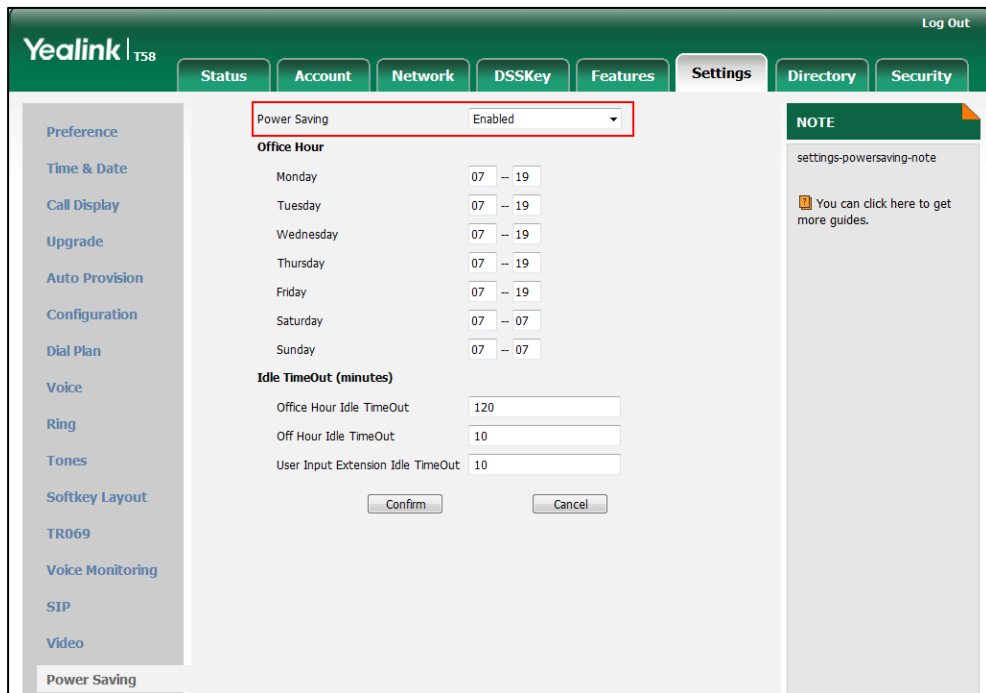 Log Out
Yealink | T58
Status Account Network DSSKey Features Settings Directory Security
Preference
Time & Date
Call Display
Upgrade
Auto Provision
Configuration
Dial Plan
Voice
Ring
Tones
Softkey Layout
TR069
Voice Monitoring
SIP
Video
Power Saving
Power Saving Enabled
Office Hour
Monday 07 -- 19
Tuesday 07 -- 19
Wednesday 07 -- 19
Thursday 07 -- 19
Friday 07 -- 19
Saturday 07 -- 07
Sunday 07 -- 07
Idle TimeOut (minutes)
Office Hour Idle TimeOut 120
Off Hour Idle TimeOut 10
User Input Extension Idle TimeOut 10
Confirm Cancel
NOTE
settings-powersaving-note
You can click here to get
more guides.